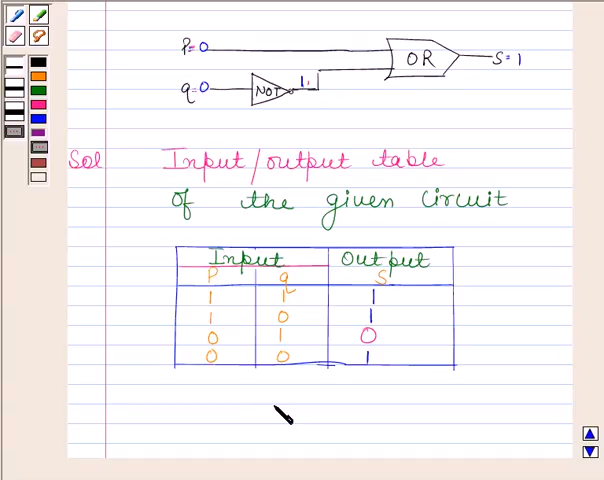 P=0
OR
S=1
q=0
NOT
1.
Sol Input/output table
of the given circuit
Input Output
P q S
1 1 1
1 0 1
0 1 0
0 0 1